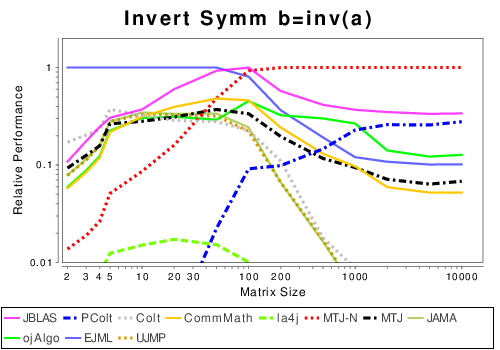 Invert Symm b=inv(a)
Relative Performance
1
0.1
0.01
2 3 4 5 10 20 30 100 200 1000 2000 10000
Matrix Size
JBLAS PColt Colt CommMath la4j MTJ-N MTJ JAMA
ojAlgo EJML UJMP